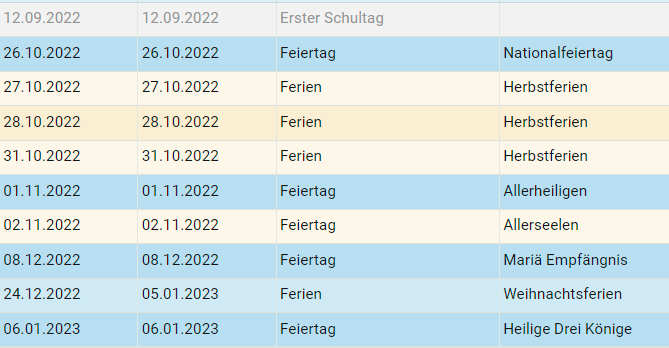 12.09.2022 12.09.2022 Erster Schultag
26.10.2022 26.10.2022 Feiertag Nationalfeiertag
27.10.2022 27.10.2022 Ferien Herbstferien
28.10.2022 28.10.2022 Ferien Herbstferien
31.10.2022 31.10.2022 Ferien Herbstferien
01.11.2022 01.11.2022 Feiertag Allerheiligen
02.11.2022 02.11.2022 Feiertag Allerseelen
08.12.2022 08.12.2022 Feiertag Mariä Empfängnis
24.12.2022 05.01.2023 Ferien Weihnachtsferien
06.01.2023 06.01.2023 Feiertag Heilige Drei Könige